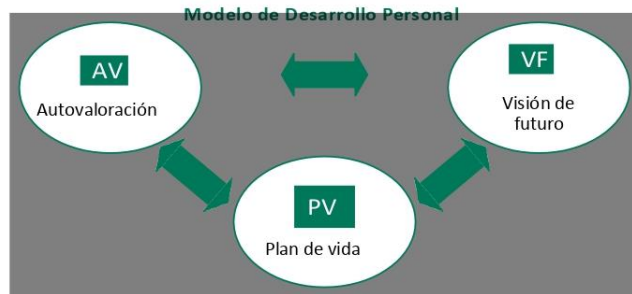 Modelo de Desarrollo Personal
AV
Autovaloración
VF
Visión de
futuro
PV
Plan de vida